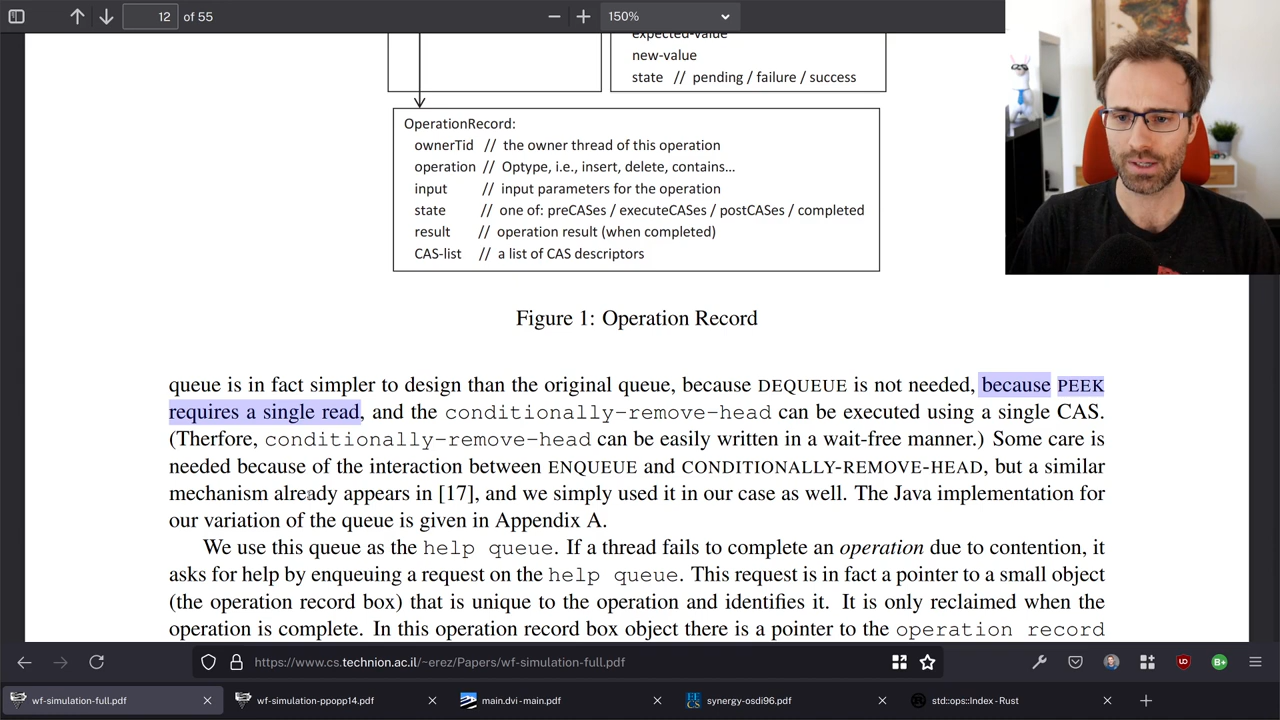 12 of 55
150%
expected-value
new-value
state // pending / failure / success
OperationRecord:
ownerTid // the owner thread of this operation
operation // Optype, i.e., insert, delete, contains…
input // input parameters for the operation
state // one of: preCASes / executeCASes / postCASes / completed
result // operation result (when completed)
CAS-list // a list of CAS descriptors
Figure 1: Operation Record
queue is in fact simpler to design than the original queue, because DEQUEUE is not needed, because PEEK
requires a single read, and the conditionally-remove-head can be executed using a single CAS.
(Therfore, conditionally-remove-head can be easily written in a wait-free manner.) Some care is
needed because of the interaction between ENQUEUE and CONDITIONALLY-REMOVE-HEAD, but a similar
mechanism already appears in [17], and we simply used it in our case as well. The Java implementation for
our variation of the queue is given in Appendix A.
We use this queue as the help queue. If a thread fails to complete an operation due to contention, it
asks for help by enqueuing a request on the help queue. This request is in fact a pointer to a small object
(the operation record box) that is unique to the operation and identifies it. It is only reclaimed when the
operation is complete. In this operation record box object there is a pointer to the operation record
https://www.cs.technion.ac.il/~erez/Papers/wf-simulation-full.pdf
wf-simulation-full.pdf
wf-simulation-ppopp14.pdf
main.dvi - main.pdf
synergy-osdi96.pdf
std::ops::Index - Rust